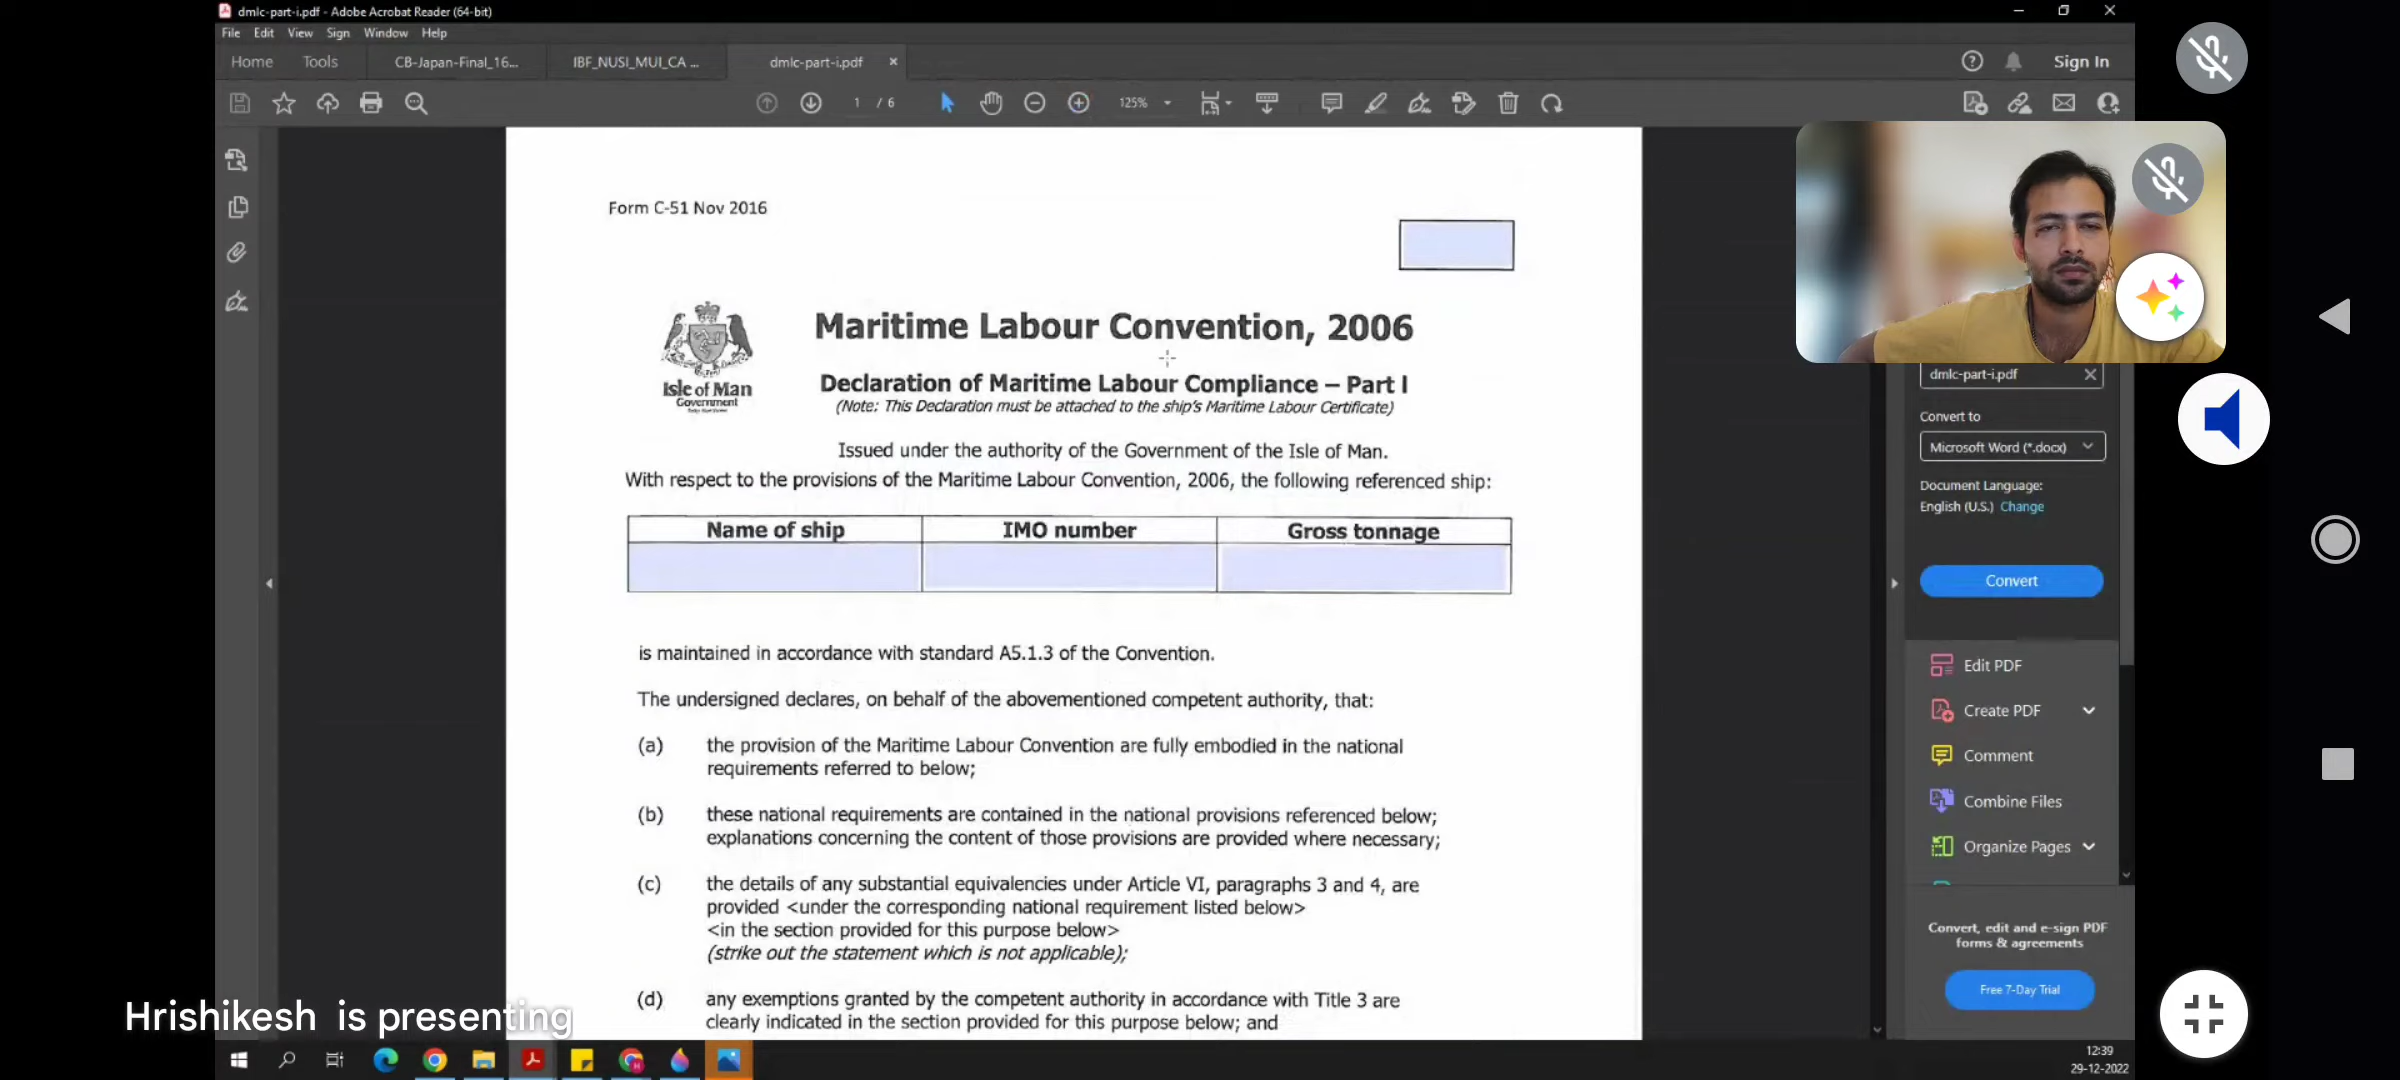 dmlc-part-i.pdf - Adobe Acrobat Reader (64-bit)
File Edit View Sign Window Help
Home Tools CB-Japan-Final_16... IBF_NUSI_MUI_CA ... dmlc-part-i.pdf × Sign In
1 / 6 125%
Form C-51 Nov 2016
Isle of Man
Government
Maritime Labour Convention, 2006
Declaration of Maritime Labour Compliance – Part I
(Note: This Declaration must be attached to the ship's Maritime Labour Certificate)
Issued under the authority of the Government of the Isle of Man.
With respect to the provisions of the Maritime Labour Convention, 2006, the following referenced ship:
Name of ship IMO number Gross tonnage
is maintained in accordance with standard A5.1.3 of the Convention.
The undersigned declares, on behalf of the abovementioned competent authority, that:
(a) the provision of the Maritime Labour Convention are fully embodied in the national
requirements referred to below;
(b) these national requirements are contained in the national provisions referenced below;
explanations concerning the content of those provisions are provided where necessary;
(c) the details of any substantial equivalencies under Article VI, paragraphs 3 and 4, are
provided <under the corresponding national requirement listed below>
<in the section provided for this purpose below>
(strike out the statement which is not applicable);
(d) any exemptions granted by the competent authority in accordance with Title 3 are
clearly indicated in the section provided for this purpose below; and
dmlc-part-i.pdf
Convert to
Microsoft Word (*.docx)
Document Language:
English (U.S.) Change
Convert
Edit PDF
Create PDF
Comment
Combine Files
Organize Pages
Convert, edit and e-sign PDF
forms & agreements
Free 7-Day Trial
Hrishikesh is presenting
12:39
29-12-2022